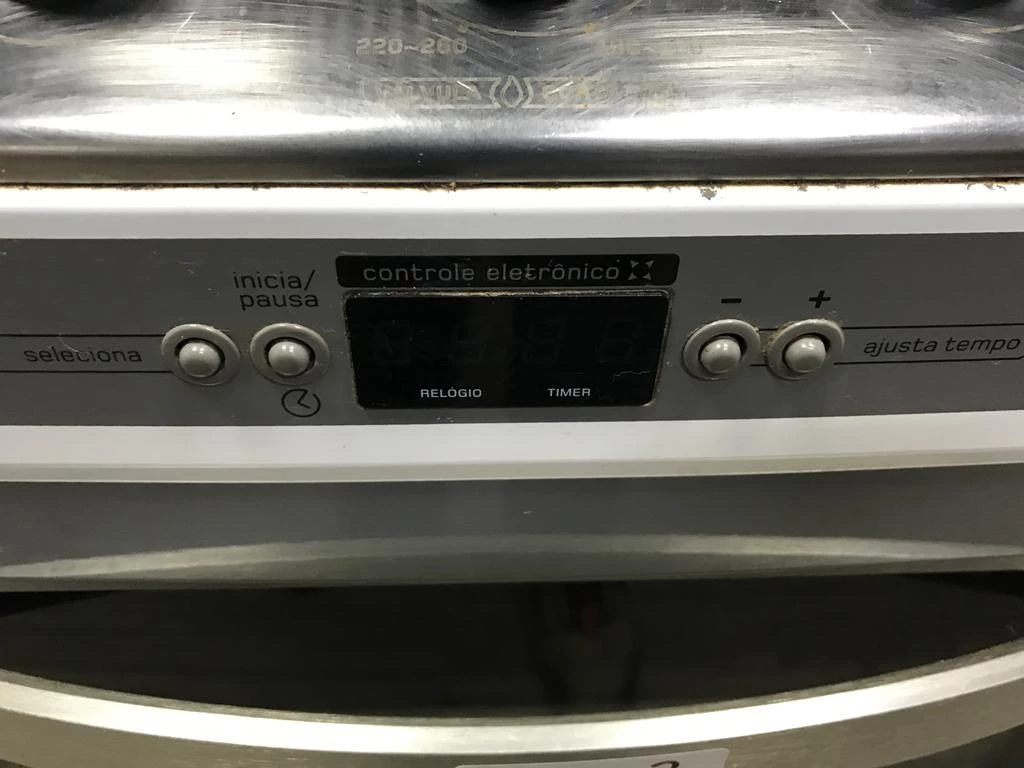 220~260
controle eletrônico
inicia/
pausa
seleciona
RELÓGIO TIMER
- +
ajusta tempo